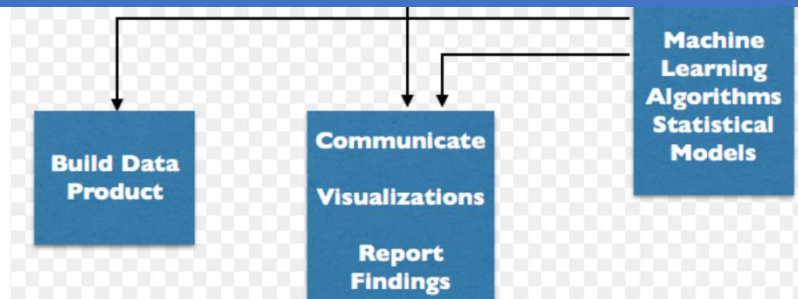 Build Data
Product
Communicate
Visualizations
Report
Findings
Machine
Learning
Algorithms
Statistical
Models